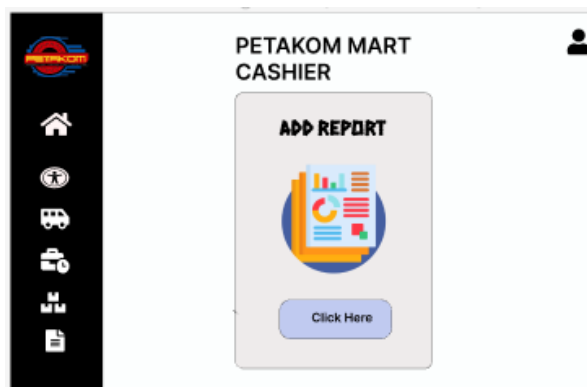 PETAKOM
PETAKOM MART
CASHIER
ADD REPORT
Click Here